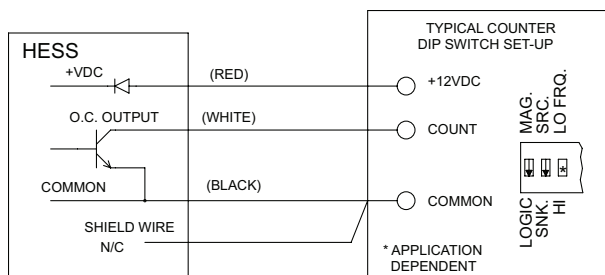 TYPICAL COUNTER
DIP SWITCH SET-UP
HESS
+VDC
(RED)
+12VDC
O.C. OUTPUT
(WHITE)
COUNT
MAG.
SRC.
LO FRQ.
*
COMMON
(BLACK)
COMMON
LOGIC
SNK.
HI
SHIELD WIRE
N/C
* APPLICATION
DEPENDENT